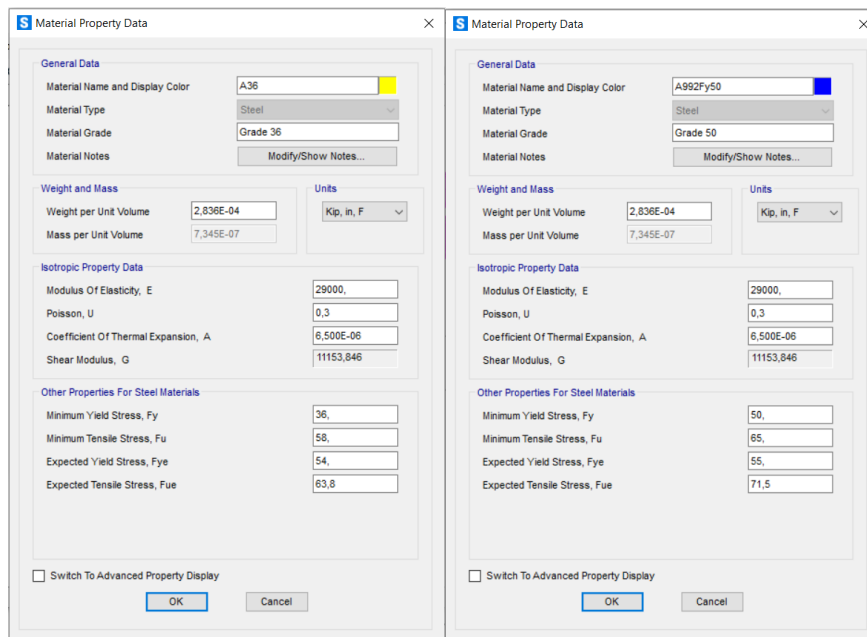 S Material Property Data
General Data
Material Name and Display Color A36
Material Type Steel
Material Grade Grade 36
Material Notes Modify/Show Notes...
Weight and Mass Units
Weight per Unit Volume 2,836E-04 Kip, in, F
Mass per Unit Volume 7,345E-07
Isotropic Property Data
Modulus Of Elasticity, E 29000,
Poisson, U 0,3
Coefficient Of Thermal Expansion, A 6,500E-06
Shear Modulus, G 11153,846
Other Properties For Steel Materials
Minimum Yield Stress, Fy 36,
Minimum Tensile Stress, Fu 58,
Expected Yield Stress, Fye 54,
Expected Tensile Stress, Fue 63,8
Switch To Advanced Property Display
OK Cancel
S Material Property Data
General Data
Material Name and Display Color A992Fy50
Material Type Steel
Material Grade Grade 50
Material Notes Modify/Show Notes...
Weight and Mass Units
Weight per Unit Volume 2,836E-04 Kip, in, F
Mass per Unit Volume 7,345E-07
Isotropic Property Data
Modulus Of Elasticity, E 29000,
Poisson, U 0,3
Coefficient Of Thermal Expansion, A 6,500E-06
Shear Modulus, G 11153,846
Other Properties For Steel Materials
Minimum Yield Stress, Fy 50,
Minimum Tensile Stress, Fu 65,
Expected Yield Stress, Fye 55,
Expected Tensile Stress, Fue 71,5
Switch To Advanced Property Display
OK Cancel